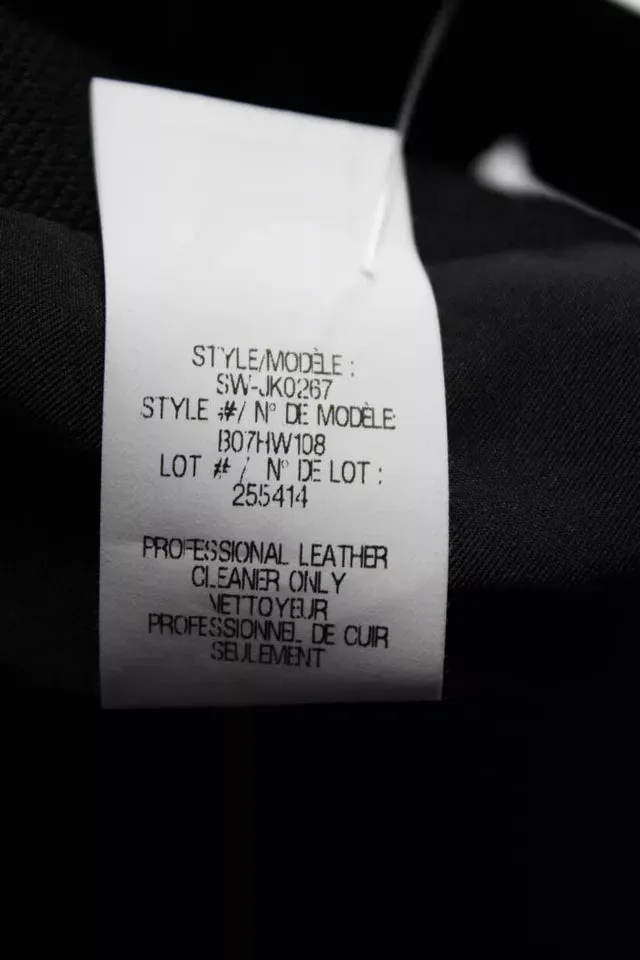 STYLE/MODÈLE :
SW-JK0267
STYLE #/ N° DE MODÈLE:
B07HW108
LOT # / N° DE LOT :
255414
PROFESSIONAL LEATHER
CLEANER ONLY
NETTOYEUR
PROFESSIONNEL DE CUIR
SEULEMENT